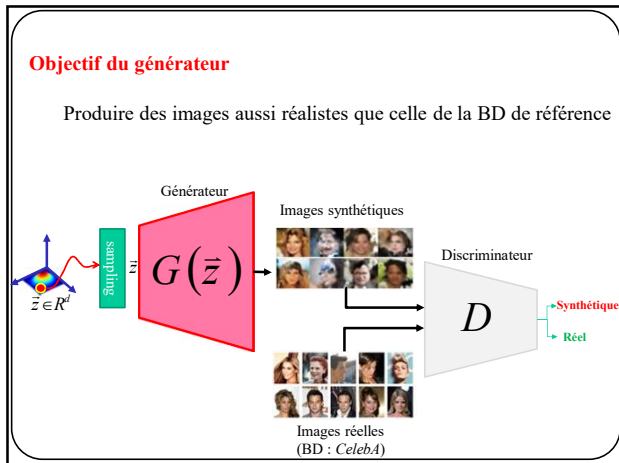 Objectif du générateur
Produire des images aussi réalistes que celle de la BD de référence
Générateur
Images synthétiques
Discriminateur
sampling
z⃗
G(z⃗)
z⃗ ∈ R^d
D
Synthétique
Réel
Images réelles
(BD : CelebA)